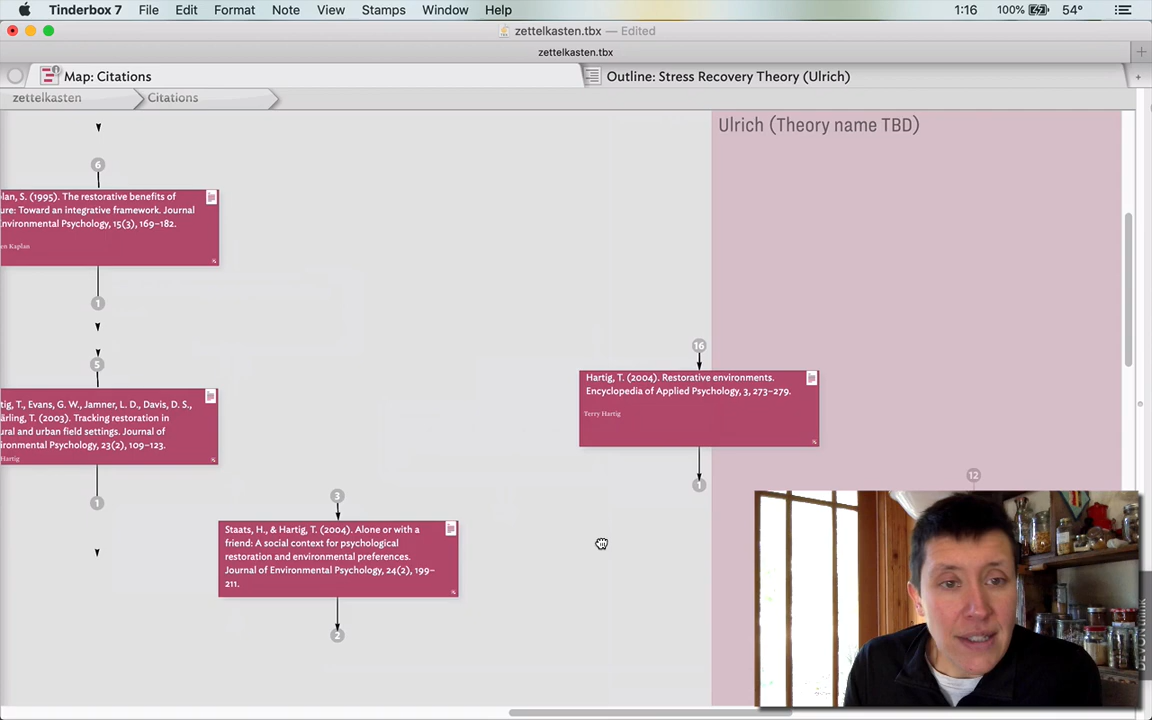 Tinderbox 7 File Edit Format Note View Stamps Window Help 1:16 100% 54°
zettelkasten.tbx — Edited
zettelkasten.tbx
Map: Citations
Outline: Stress Recovery Theory (Ulrich)
zettelkasten Citations
Ulrich (Theory name TBD)
6
lan, S. (1995). The restorative benefits of
ure: Toward an integrative framework. Journal
nvironmental Psychology, 15(3), 169–182.
en Kaplan
1
5
tig, T., Evans, G. W., Jamner, L. D., Davis, D. S.,
ärling, T. (2003). Tracking restoration in
ural and urban field settings. Journal of
ironmental Psychology, 23(2), 109–123.
Hartig
1
3
Staats, H., & Hartig, T. (2004). Alone or with a
friend: A social context for psychological
restoration and environmental preferences.
Journal of Environmental Psychology, 24(2), 199–
211.
2
16
Hartig, T. (2004). Restorative environments.
Encyclopedia of Applied Psychology, 3, 273–279.
Terry Hartig
1
12